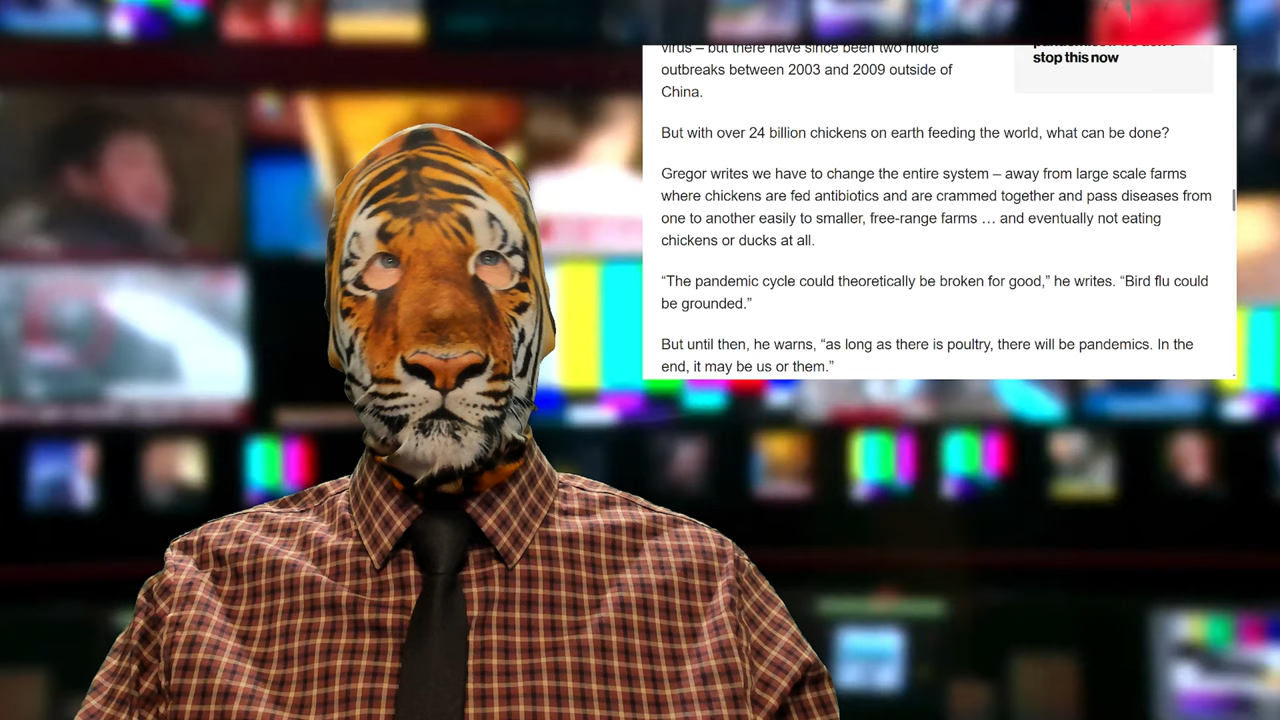 virus – but there have since been two more
outbreaks between 2003 and 2009 outside of
China.
stop this now
But with over 24 billion chickens on earth feeding the world, what can be done?
Gregor writes we have to change the entire system – away from large scale farms
where chickens are fed antibiotics and are crammed together and pass diseases from
one to another easily to smaller, free-range farms … and eventually not eating
chickens or ducks at all.
“The pandemic cycle could theoretically be broken for good,” he writes. “Bird flu could
be grounded.”
But until then, he warns, “as long as there is poultry, there will be pandemics. In the
end, it may be us or them.”